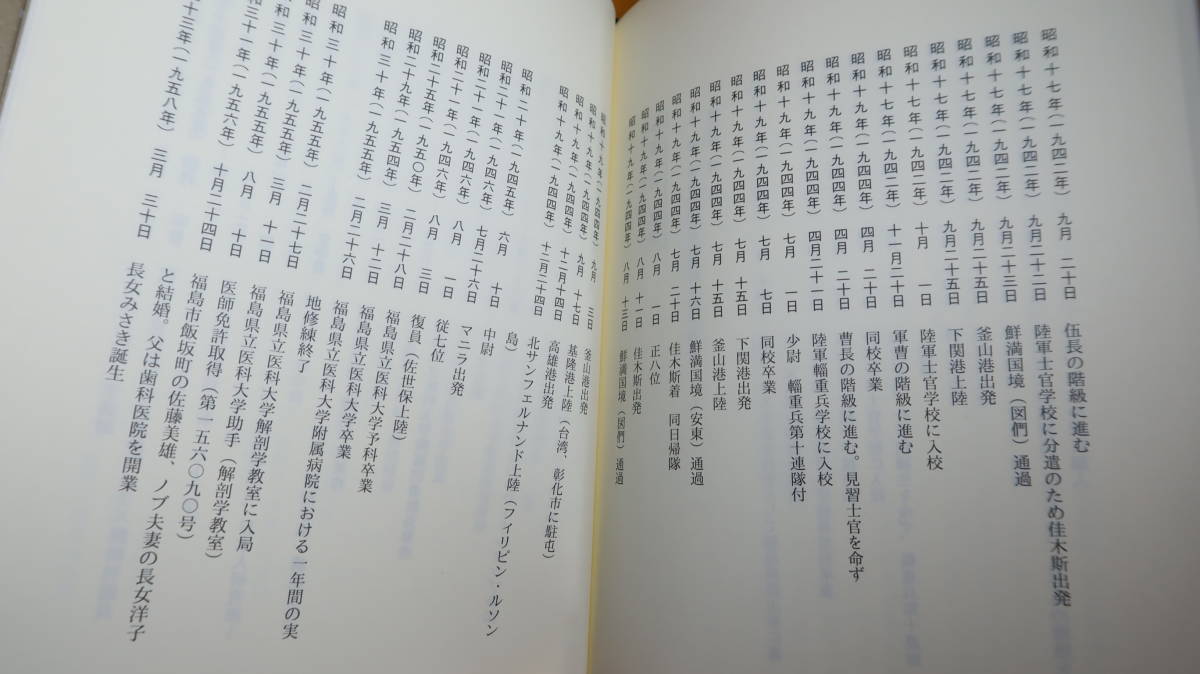 昭和十七年(一九四二年) 九月 二十日 伍長の階級に進む
昭和十七年(一九四二年) 九月二十二日 陸軍士官学校に分遣のため佳木斯出発
昭和十七年(一九四二年) 九月二十三日 鮮満国境(図們)通過
昭和十七年(一九四二年) 九月二十五日 釜山港出発
昭和十七年(一九四二年) 九月二十五日 下関港上陸
昭和十七年(一九四二年) 十月 一日 陸軍士官学校に入校
昭和十七年(一九四二年) 十一月二十日 軍曹の階級に進む
昭和十九年(一九四四年) 四月 二十日 同校卒業
昭和十九年(一九四四年) 四月 二十日 曹長の階級に進む。見習士官を命ず
昭和十九年(一九四四年) 四月二十一日 陸軍輜重兵学校に入校
昭和十九年(一九四四年) 七月 一日 少尉 輜重兵第十連隊付
昭和十九年(一九四四年) 七月 七日 同校卒業
昭和十九年(一九四四年) 七月 十五日 下関港出発
昭和十九年(一九四四年) 七月 十五日 釜山港上陸
昭和十九年(一九四四年) 七月 十六日 鮮満国境(安東)通過
昭和十九年(一九四四年) 七月 二十日 佳木斯着 同日帰隊
昭和十九年(一九四四年) 八月 一日 正八位
昭和十九年(一九四四年) 八月 十一日 佳木斯出発
昭和十九年(一九四四年) 八月 十三日 鮮満国境(図們)通過
昭和十九年(一九四四年) 九月 三日 釜山港出発
昭和十九年(一九四四年) 九月 十七日 基隆港上陸(台湾、彰化市に駐屯)
昭和十九年(一九四四年) 十二月十四日 高雄港出発
昭和十九年(一九四四年) 十二月二十四日 北サンフェルナンド上陸(フィリピン・ルソン
島)
昭和二十年(一九四五年) 六月 十日 中尉
昭和二十一年(一九四六年) 七月二十六日 マニラ出発
昭和二十一年(一九四六年) 八月 一日 従七位
昭和二十一年(一九四六年) 八月 三日 復員(佐世保上陸)
昭和二十五年(一九五〇年) 二月二十八日 福島県立医科大学予科卒業
昭和二十九年(一九五四年) 三月 十二日 福島県立医科大学卒業
昭和三十年(一九五五年) 二月二十六日 福島県立医科大学附属病院における一年間の実
地修練終了
昭和三十年(一九五五年) 二月二十七日 福島県立医科大学解剖学教室に入局
昭和三十年(一九五五年) 三月 十一日 福島県立医科大学助手(解剖学教室)
昭和三十年(一九五五年) 八月 二十日 医師免許取得(第一五六〇九〇号)
昭和三十一年(一九五六年) 十月二十四日 福島市飯坂町の佐藤美雄、ノブ夫妻の長女洋子
と結婚。父は歯科医院を開業
十三年(一九五八年) 三月 三十日 長女みさき誕生